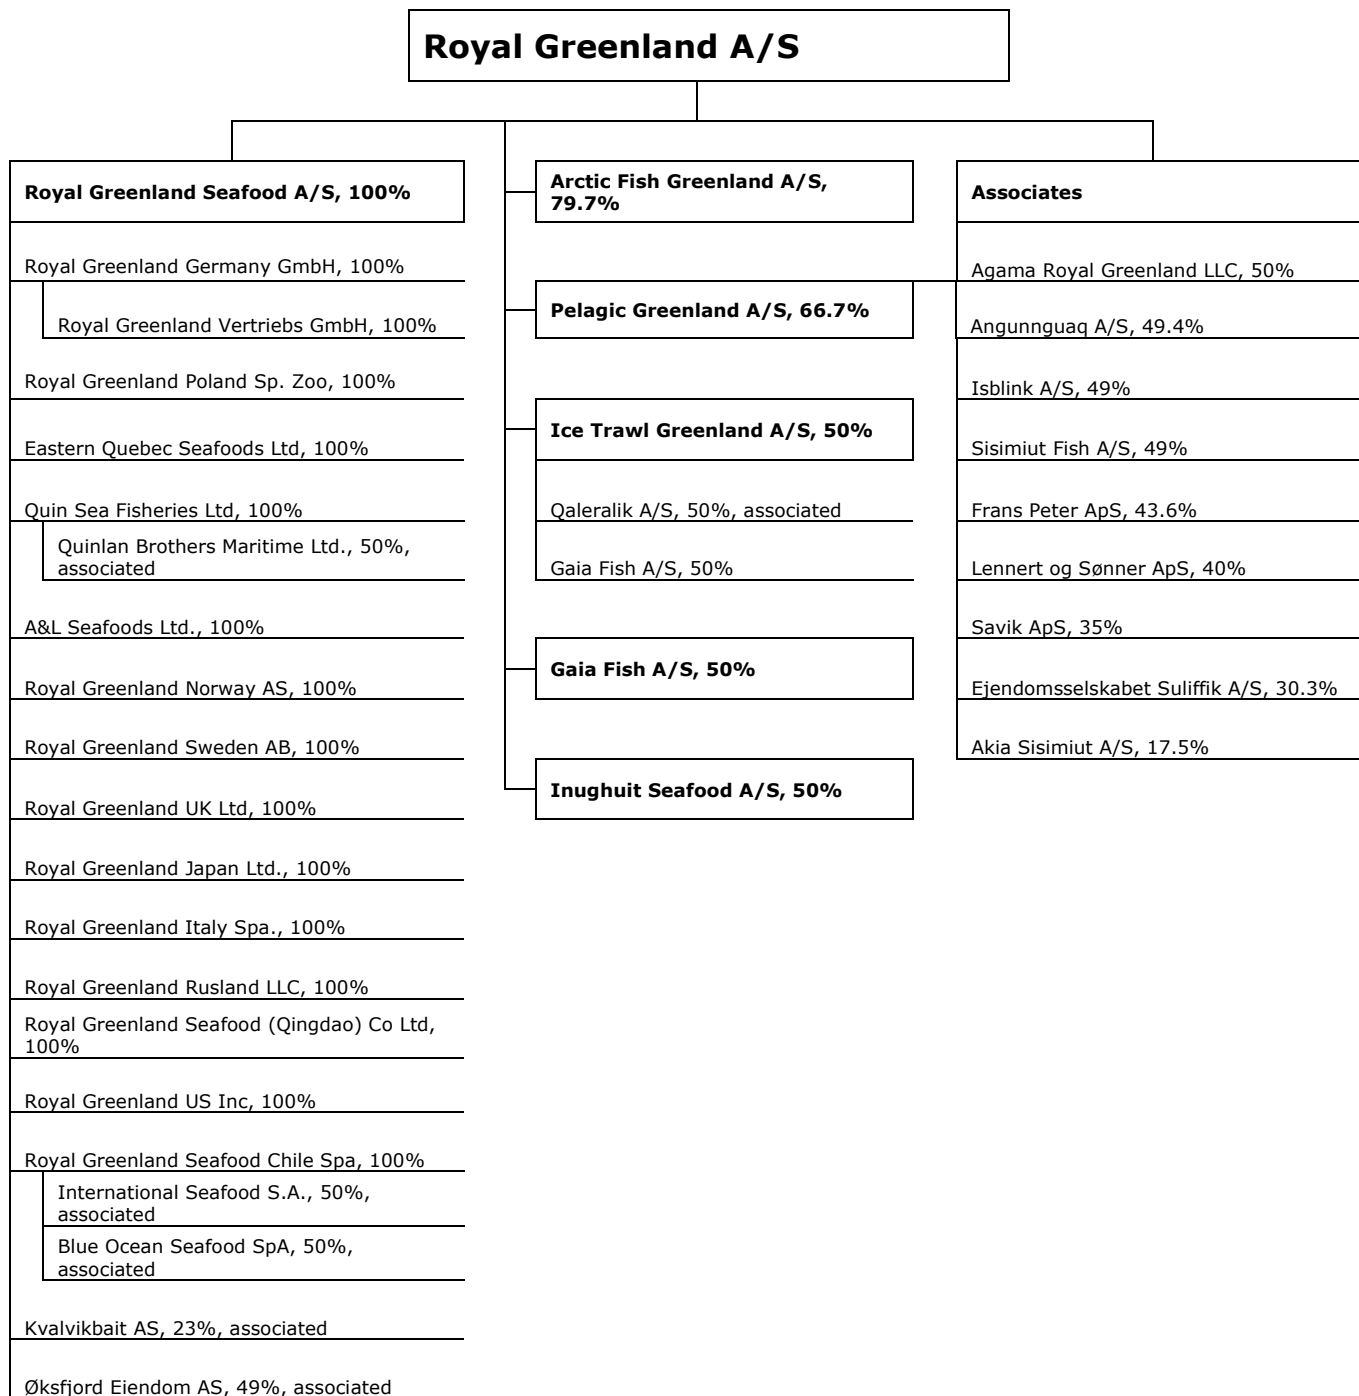 Royal Greenland A/S
Royal Greenland Seafood A/S, 100%
Royal Greenland Germany GmbH, 100%
Royal Greenland Vertriebs GmbH, 100%
Royal Greenland Poland Sp. Zoo, 100%
Eastern Quebec Seafoods Ltd, 100%
Quin Sea Fisheries Ltd, 100%
Quinlan Brothers Maritime Ltd., 50%,
associated
A&L Seafoods Ltd., 100%
Royal Greenland Norway AS, 100%
Royal Greenland Sweden AB, 100%
Royal Greenland UK Ltd, 100%
Royal Greenland Japan Ltd., 100%
Royal Greenland Italy Spa., 100%
Royal Greenland Rusland LLC, 100%
Royal Greenland Seafood (Qingdao) Co Ltd,
100%
Royal Greenland US Inc, 100%
Royal Greenland Seafood Chile Spa, 100%
International Seafood S.A., 50%,
associated
Blue Ocean Seafood SpA, 50%,
associated
Kvalvikbait AS, 23%, associated
Øksfjord Eiendom AS, 49%, associated
Arctic Fish Greenland A/S,
79.7%
Pelagic Greenland A/S, 66.7%
Ice Trawl Greenland A/S, 50%
Qaleralik A/S, 50%, associated
Gaia Fish A/S, 50%
Gaia Fish A/S, 50%
Inughuit Seafood A/S, 50%
Associates
Agama Royal Greenland LLC, 50%
Angunnguaq A/S, 49.4%
Isblink A/S, 49%
Sisimiut Fish A/S, 49%
Frans Peter ApS, 43.6%
Lennert og Sønner ApS, 40%
Savik ApS, 35%
Ejendomsselskabet Suliffik A/S, 30.3%
Akia Sisimiut A/S, 17.5%